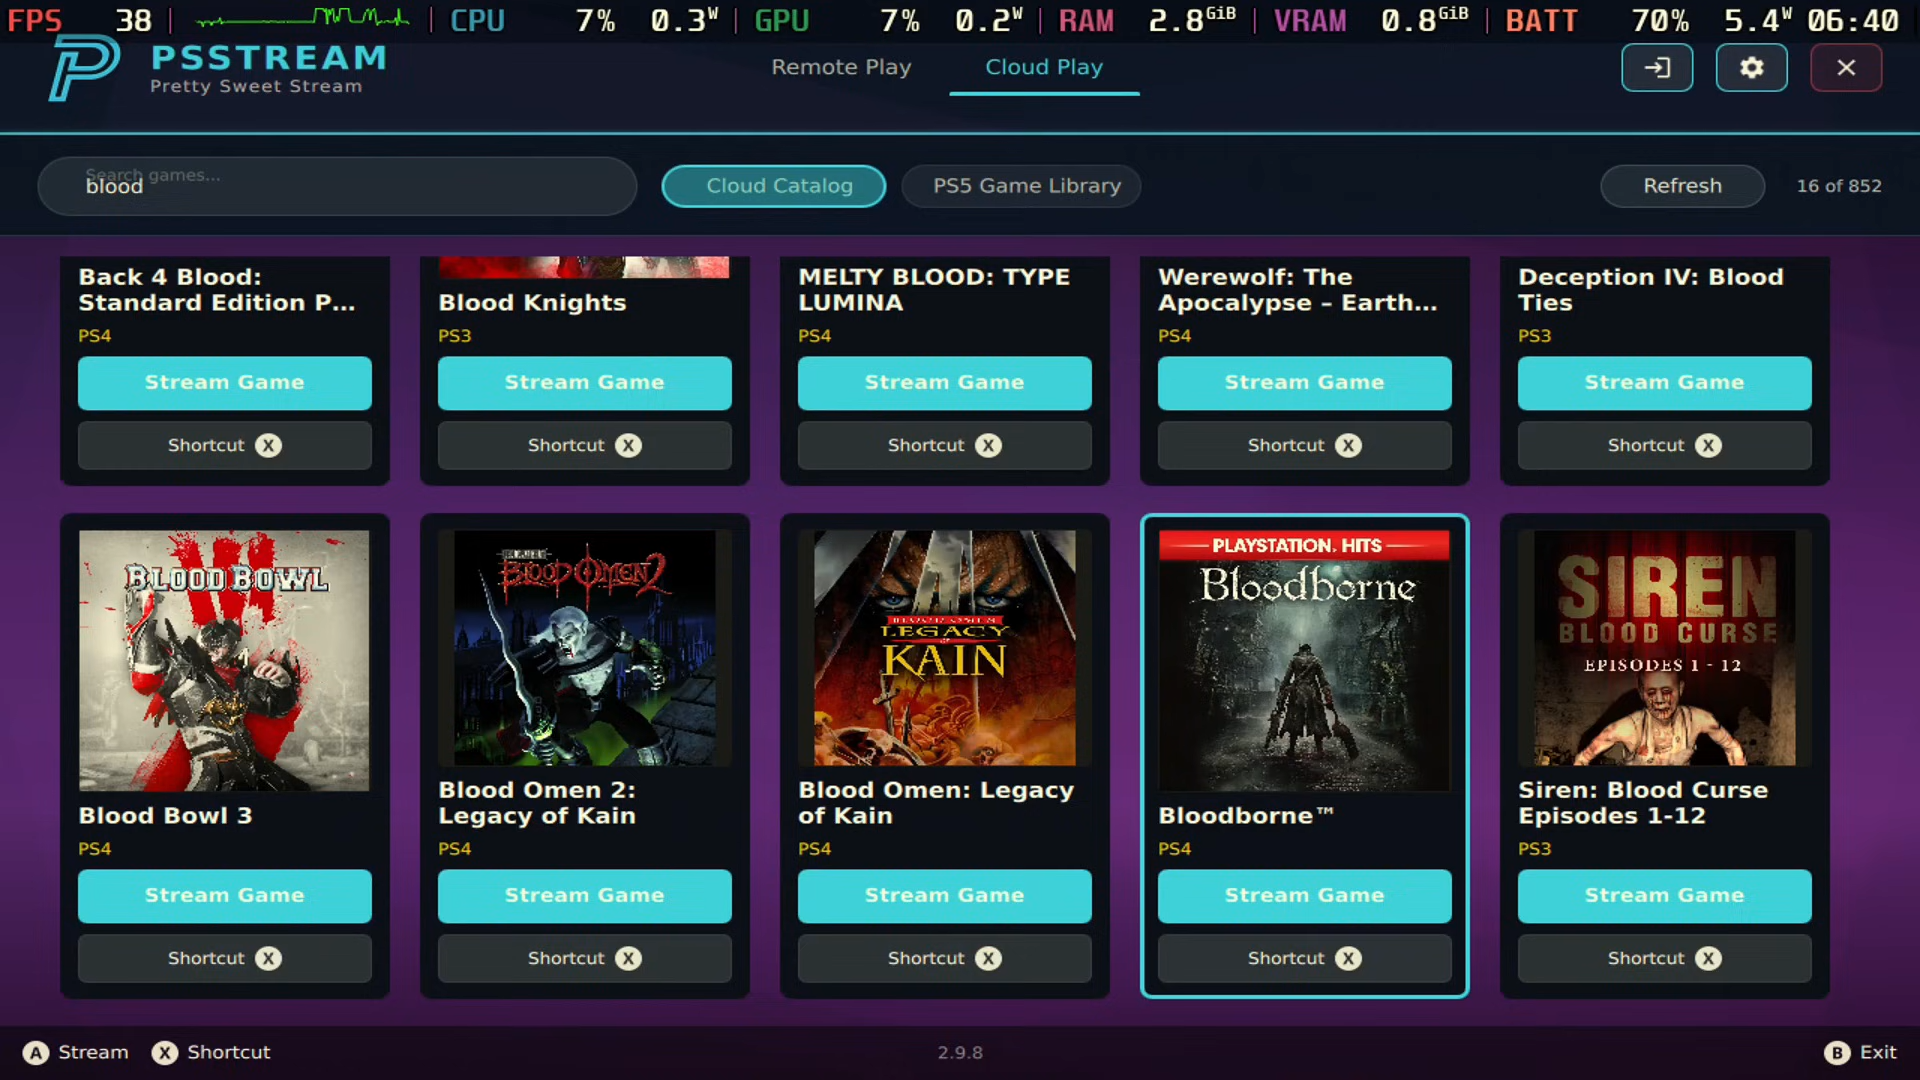 FPS 38 | CPU 7% 0.3W | GPU 7% 0.2W | RAM 2.8GiB | VRAM 0.8GiB | BATT 70% 5.4W 06:40
PSSTREAM
Pretty Sweet Stream
Remote Play
Cloud Play
Search games...
blood
Cloud Catalog
PS5 Game Library
Refresh
16 of 852
Back 4 Blood:
Standard Edition P...
PS4
Stream Game
Shortcut X
Blood Knights
PS3
Stream Game
Shortcut X
MELTY BLOOD: TYPE
LUMINA
PS4
Stream Game
Shortcut X
Werewolf: The
Apocalypse – Earth...
PS4
Stream Game
Shortcut X
Deception IV: Blood
Ties
PS3
Stream Game
Shortcut X
BLOOD BOWL
Blood Bowl 3
PS4
Stream Game
Shortcut X
BLOOD OMEN 2
Blood Omen 2:
Legacy of Kain
PS4
Stream Game
Shortcut X
BLOOD OMEN
LEGACY
OF
KAIN
Blood Omen: Legacy
of Kain
PS4
Stream Game
Shortcut X
PLAYSTATION HITS
Bloodborne
Bloodborne™
PS4
Stream Game
Shortcut X
SIREN
BLOOD CURSE
EPISODES 1 - 12
Siren: Blood Curse
Episodes 1-12
PS3
Stream Game
Shortcut X
A Stream
X Shortcut
2.9.8
B Exit